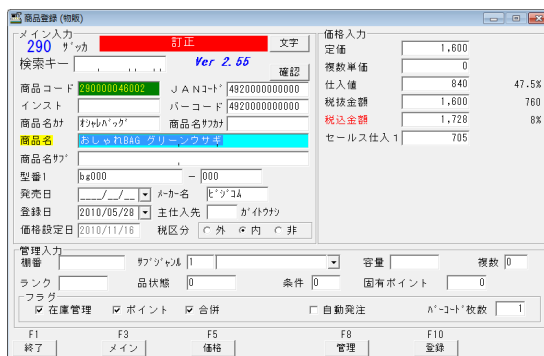 商品登録 (物販)
メイン入力
290 ｻﾞｯｶ 訂正 文字
検索キー Ver 2.55 確認
商品コード 290000046002 ＪＡＮｺｰﾄﾞ 4920000000000
インスト バーコード 4920000000000
商品名カナ ｵｼｬﾚﾊﾞｯｸﾞ 商品名ｻﾌﾞｶﾅ
商品名 おしゃれBAG グリーンウサギ
商品名ｻﾌﾞ
型番1 bg000 － 000
発売日 ____/__/__ ﾒｰｶｰ名 ﾋﾞｼﾞｺﾑ
登録日 2010/05/28 主仕入先 ｶﾞｲﾄｳﾅｼ
価格設定日 2010/11/16 税区分 外 内 非
価格入力
定価 1,600
複数単価 0
仕入値 840 47.5%
税抜金額 1,600 760
税込金額 1,728 8%
セールス仕入１ 705
管理入力
棚番 ｻﾌﾞｼﾞｬﾝﾙ 1 容量 複数 0
ランク 品状態 0 条件 0 固有ポイント 0
フラグ
在庫管理 ポイント 合併 自動発注 ﾊﾞｰｺｰﾄﾞ枚数 1
F1 F3 F5 F8 F10
終了 メイン 価格 管理 登録